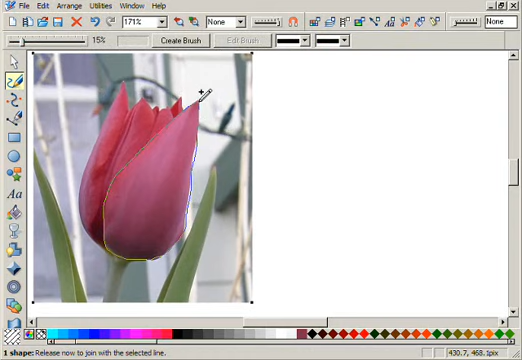 File Edit Arrange Utilities Window Help
171% None None
15% Create Brush Edit Brush
Aa
1 shape: Release now to join with the selected line. 430.7, 468.1pix